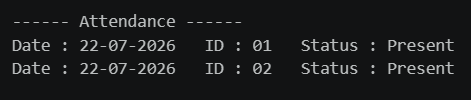 ------ Attendance ------
Date : 22-07-2026   ID : 01   Status : Present
Date : 22-07-2026   ID : 02   Status : Present